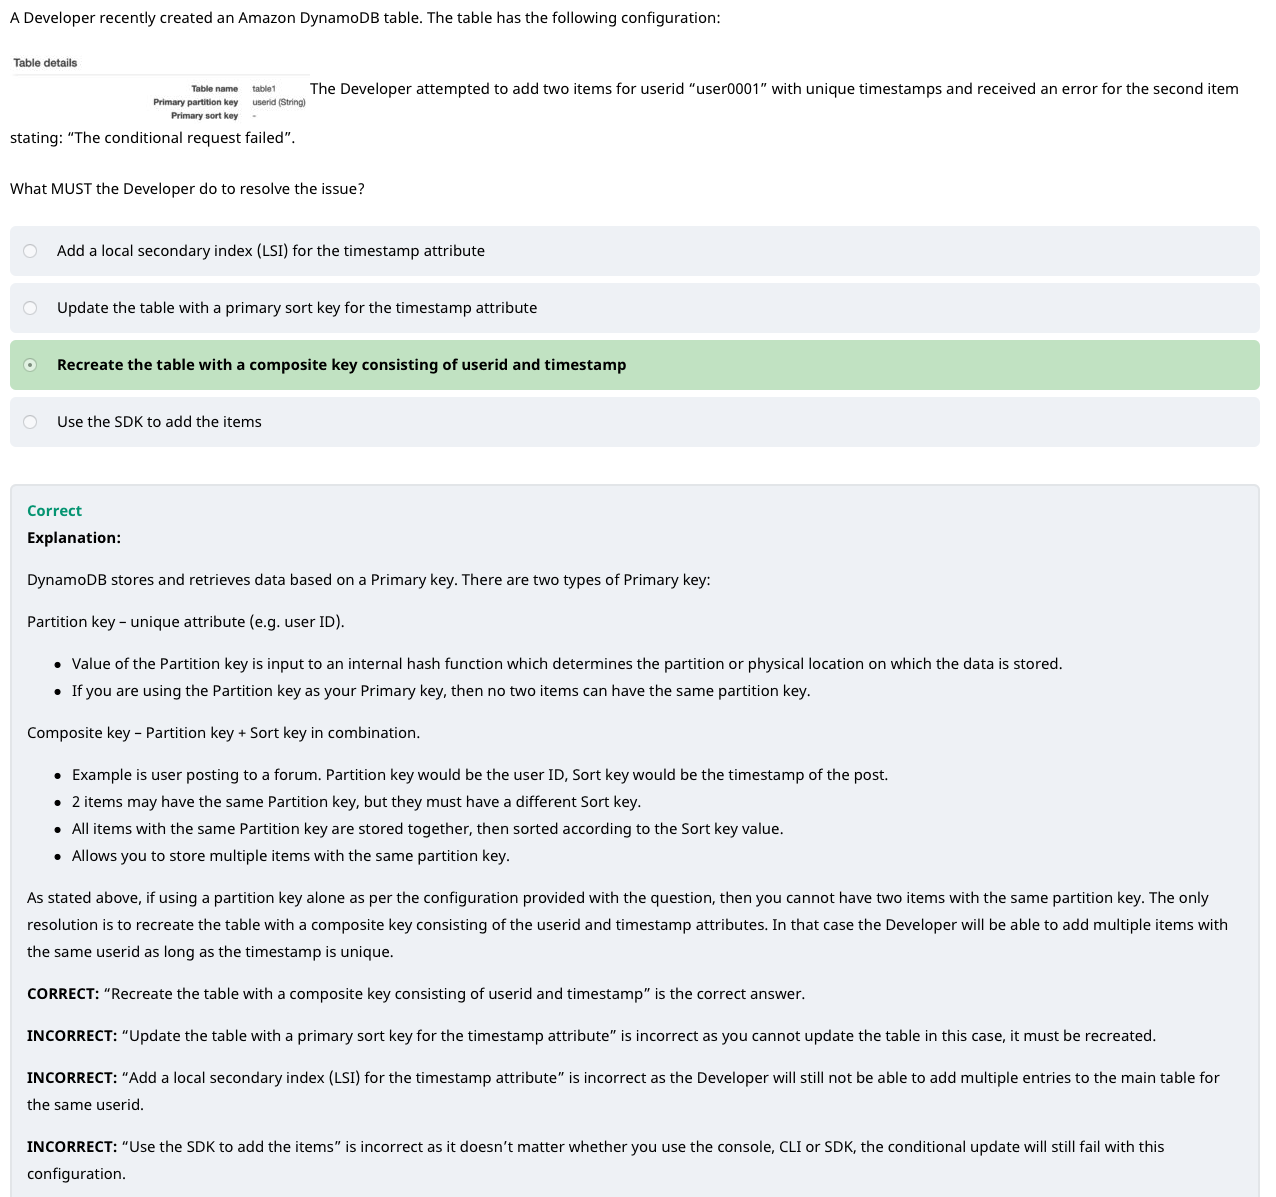 A Developer recently created an Amazon DynamoDB table. The table has the following configuration:
Table details
Table name table1
Primary partition key userid (String)
Primary sort key -
The Developer attempted to add two items for userid “user0001” with unique timestamps and received an error for the second item
stating: “The conditional request failed”.
What MUST the Developer do to resolve the issue?
Add a local secondary index (LSI) for the timestamp attribute
Update the table with a primary sort key for the timestamp attribute
Recreate the table with a composite key consisting of userid and timestamp
Use the SDK to add the items
Correct
Explanation:
DynamoDB stores and retrieves data based on a Primary key. There are two types of Primary key:
Partition key – unique attribute (e.g. user ID).
● Value of the Partition key is input to an internal hash function which determines the partition or physical location on which the data is stored.
● If you are using the Partition key as your Primary key, then no two items can have the same partition key.
Composite key – Partition key + Sort key in combination.
● Example is user posting to a forum. Partition key would be the user ID, Sort key would be the timestamp of the post.
● 2 items may have the same Partition key, but they must have a different Sort key.
● All items with the same Partition key are stored together, then sorted according to the Sort key value.
● Allows you to store multiple items with the same partition key.
As stated above, if using a partition key alone as per the configuration provided with the question, then you cannot have two items with the same partition key. The only
resolution is to recreate the table with a composite key consisting of the userid and timestamp attributes. In that case the Developer will be able to add multiple items with
the same userid as long as the timestamp is unique.
CORRECT: “Recreate the table with a composite key consisting of userid and timestamp” is the correct answer.
INCORRECT: “Update the table with a primary sort key for the timestamp attribute” is incorrect as you cannot update the table in this case, it must be recreated.
INCORRECT: “Add a local secondary index (LSI) for the timestamp attribute” is incorrect as the Developer will still not be able to add multiple entries to the main table for
the same userid.
INCORRECT: “Use the SDK to add the items” is incorrect as it doesn’t matter whether you use the console, CLI or SDK, the conditional update will still fail with this
configuration.